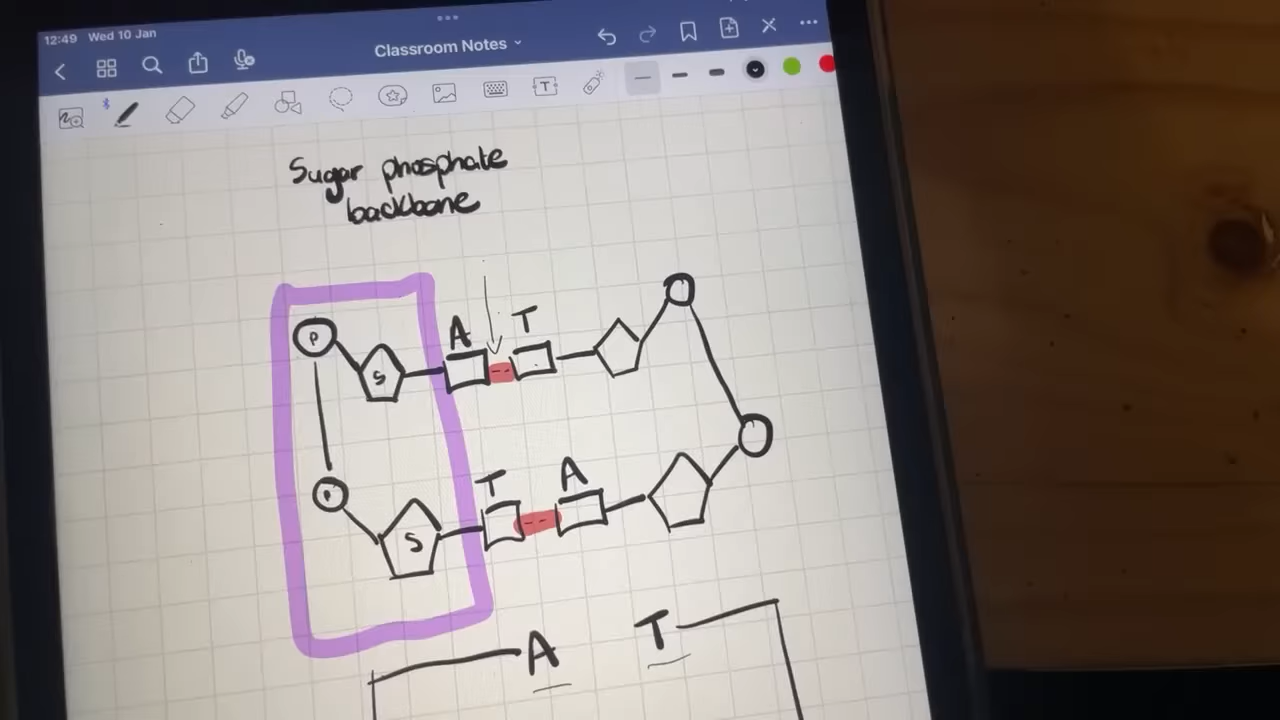 12:49 Wed 10 Jan
Classroom Notes
T
Sugar phosphate
backbone
A T
P
S
T A
P
S
A T